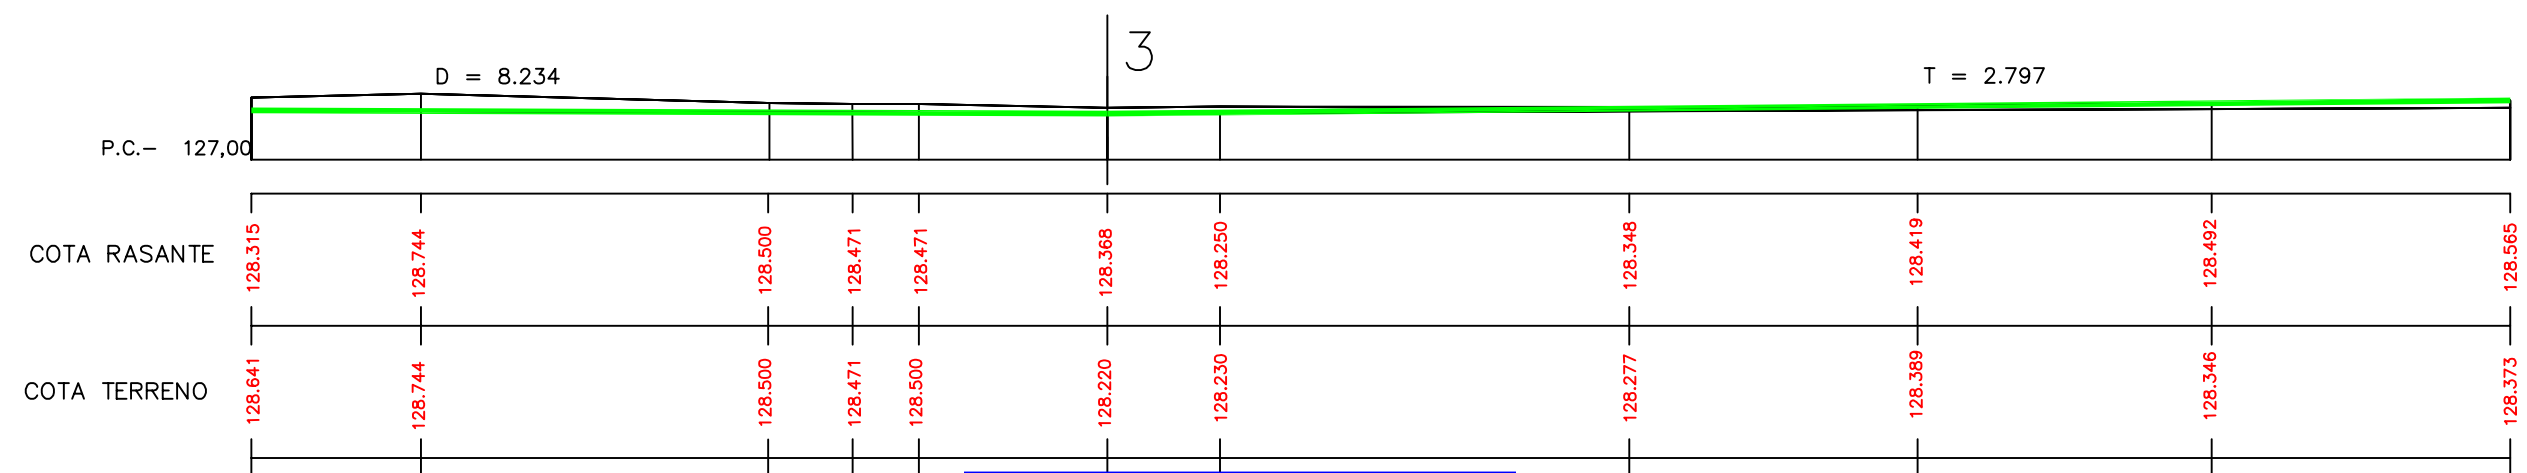 3
D = 8.234
T = 2.797
P.C.- 127,00
COTA RASANTE 128.315 128.744 128.500 128.471 128.471 128.368 128.250 128.348 128.419 128.492 128.565
COTA TERRENO 128.641 128.744 128.500 128.471 128.500 128.220 128.230 128.277 128.389 128.346 128.373